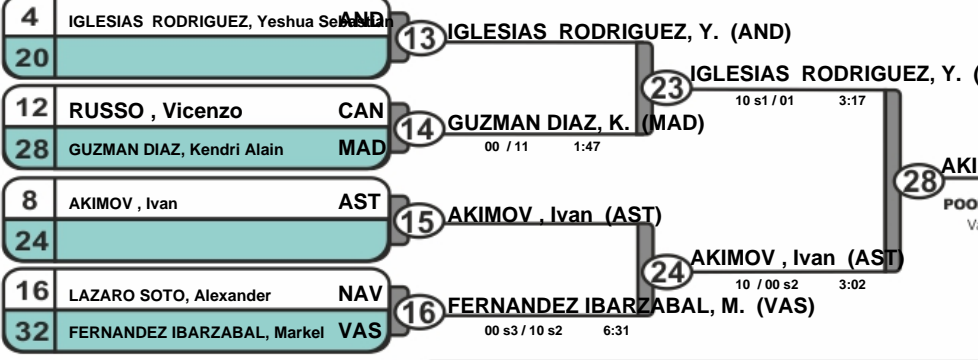 4 IGLESIAS RODRIGUEZ, Yeshua Sebastian AND
20
13 IGLESIAS RODRIGUEZ, Y. (AND)
12 RUSSO , Vicenzo CAN
28 GUZMAN DIAZ, Kendri Alain MAD
14 GUZMAN DIAZ, K. (MAD)
00 / 11 1:47
23 IGLESIAS RODRIGUEZ, Y. (
10 s1 / 01 3:17
8 AKIMOV , Ivan AST
24
15 AKIMOV , Ivan (AST)
16 LAZARO SOTO, Alexander NAV
32 FERNANDEZ IBARZABAL, Markel VAS
16 FERNANDEZ IBARZABAL, M. (VAS)
00 s3 / 10 s2 6:31
24 AKIMOV , Ivan (AST)
10 / 00 s2 3:02
28 AKI
POO
Va